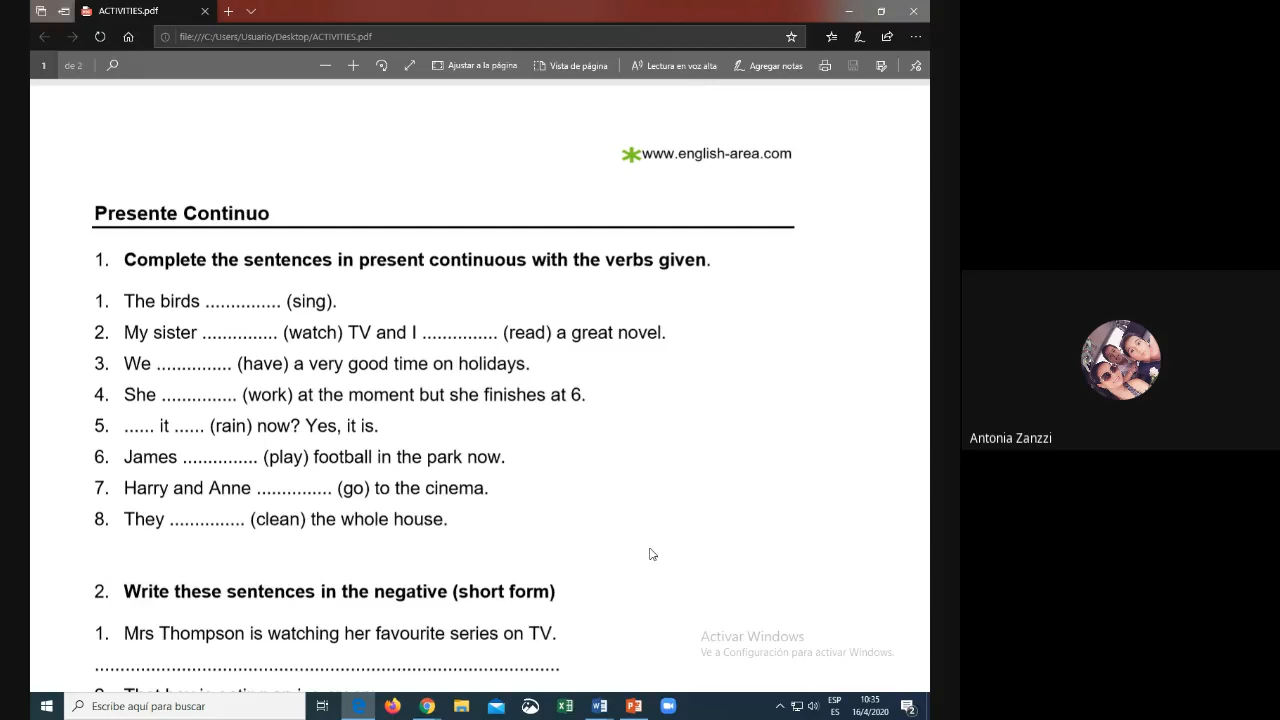 ACTIVITIES.pdf
file:///C:/Users/Usuario/Desktop/ACTIVITIES.pdf
1 de 2 Ajustar a la página Vista de página Lectura en voz alta Agregar notas
www.english-area.com
Presente Continuo
1. Complete the sentences in present continuous with the verbs given.
1. The birds ............... (sing).
2. My sister ............... (watch) TV and I ............... (read) a great novel.
3. We ............... (have) a very good time on holidays.
4. She ............... (work) at the moment but she finishes at 6.
5. ...... it ...... (rain) now? Yes, it is.
6. James ............... (play) football in the park now.
7. Harry and Anne ............... (go) to the cinema.
8. They ............... (clean) the whole house.
2. Write these sentences in the negative (short form)
1. Mrs Thompson is watching her favourite series on TV.
...........................................................................................
Antonia Zanzzi
Activar Windows
Ve a Configuración para activar Windows.
Escribe aquí para buscar
ESP
ES
10:35
16/4/2020
2